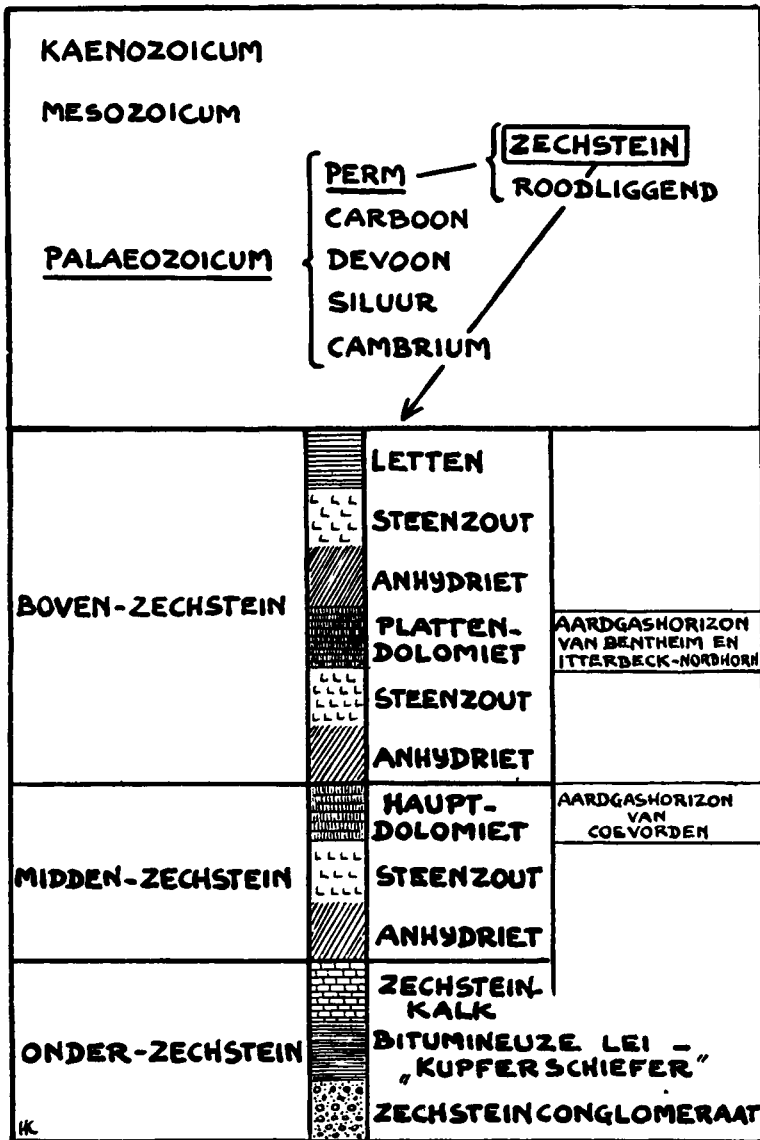 KAENOZOICUM
MESOZOICUM
PALAEOZOICUM
PERM
CARBOON
DEVOON
SILUUR
CAMBRIUM
ZECHSTEIN
ROODLIGGEND
BOVEN-ZECHSTEIN
LETTEN
STEENZOUT
ANHYDRIET
PLATTEN-
DOLOMIET
AARDGASHORIZON
VAN BENTHEIM EN
ITTERBECK-NORDHORN
STEENZOUT
ANHYDRIET
MIDDEN-ZECHSTEIN
HAUPT-
DOLOMIET
AARDGASHORIZON
VAN
COEVORDEN
STEENZOUT
ANHYDRIET
ONDER-ZECHSTEIN
ZECHSTEIN-
KALK
BITUMINEUZE LEI –
„KUPFERSCHIEFER”
ZECHSTEINCONGLOMERAAT
HK